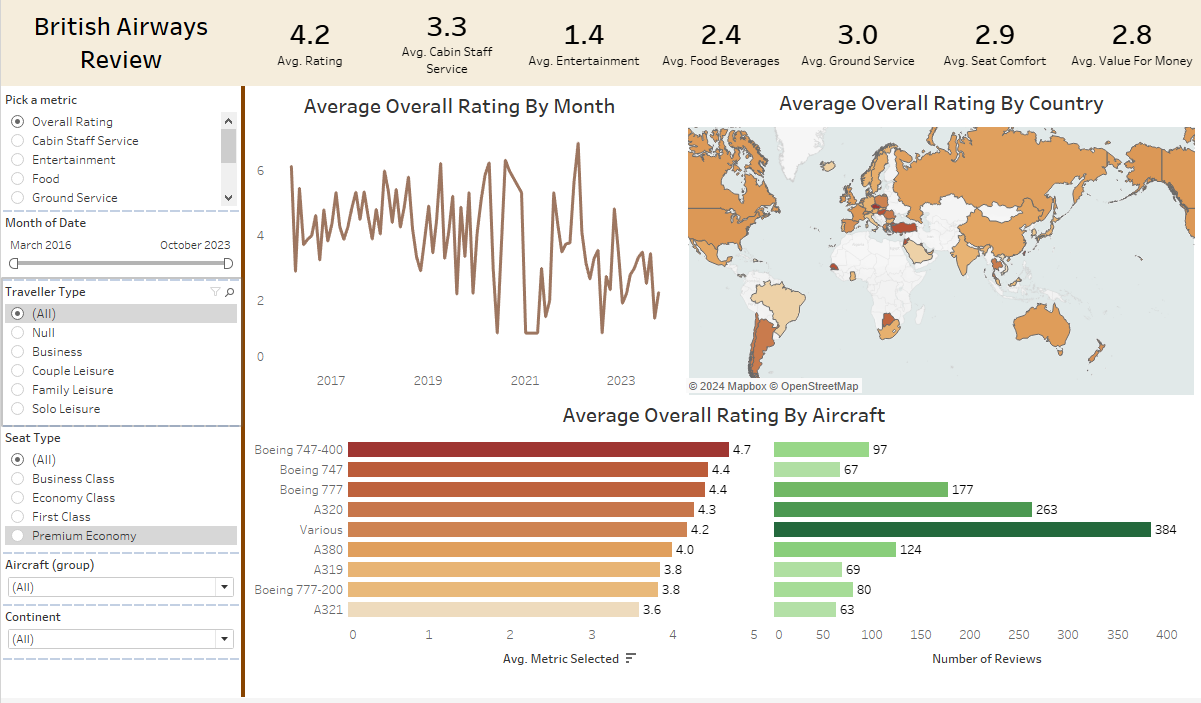 British Airways
Review
4.2
Avg. Rating
3.3
Avg. Cabin Staff
Service
1.4
Avg. Entertainment
2.4
Avg. Food Beverages
3.0
Avg. Ground Service
2.9
Avg. Seat Comfort
2.8
Avg. Value For Money
Pick a metric
Overall Rating
Cabin Staff Service
Entertainment
Food
Ground Service
Month of Date
March 2016 October 2023
Traveller Type
(All)
Null
Business
Couple Leisure
Family Leisure
Solo Leisure
Seat Type
(All)
Business Class
Economy Class
First Class
Premium Economy
Aircraft (group)
(All)
Continent
(All)
Average Overall Rating By Month
6
4
2
0
2017 2019 2021 2023
Average Overall Rating By Country
© 2024 Mapbox © OpenStreetMap
Average Overall Rating By Aircraft
Boeing 747-400 4.7 97
Boeing 747 4.4 67
Boeing 777 4.4 177
A320 4.3 263
Various 4.2 384
A380 4.0 124
A319 3.8 69
Boeing 777-200 3.8 80
A321 3.6 63
0 1 2 3 4 5 0 50 100 150 200 250 300 350 400
Avg. Metric Selected Number of Reviews